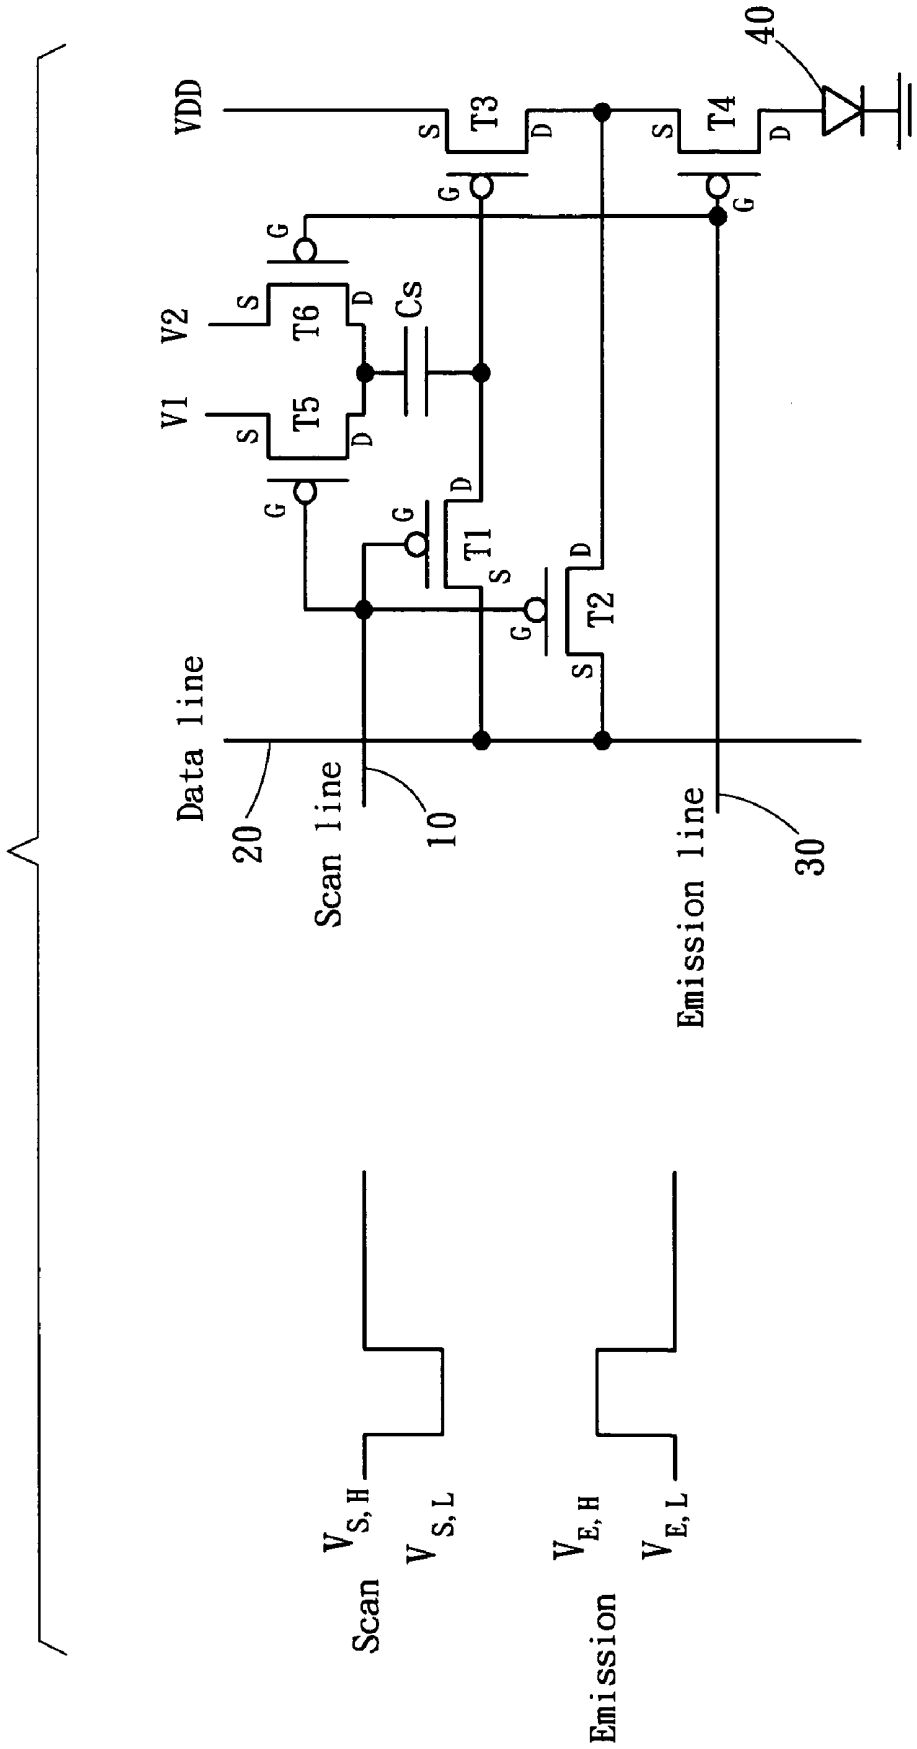 Scan
V S, H
V S, L
Emission
V E, H
V E, L
Data line
20
Scan line
10
Emission line
30
V1
V2
VDD
S
T5
G
D
S
T6
G
D
Cs
G
T1
S
D
G
T2
S
D
S
T3
G
D
S
T4
G
D
40